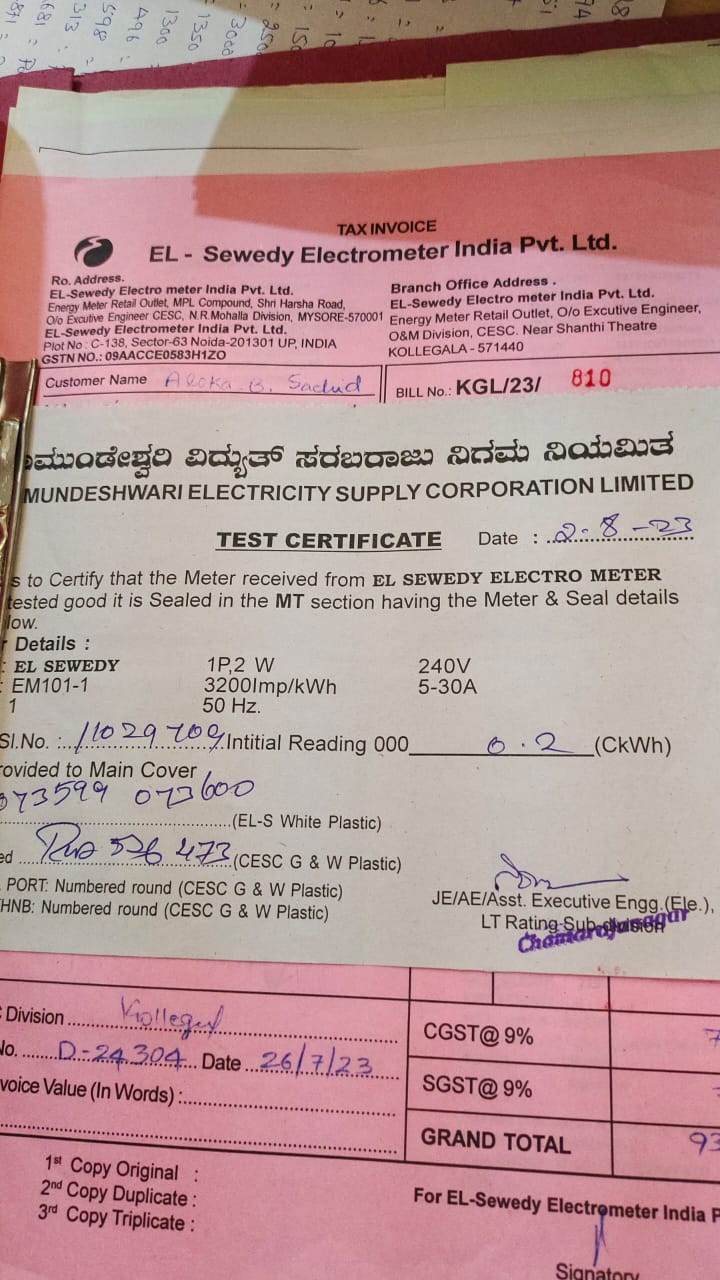 TAX INVOICE
EL - Sewedy Electrometer India Pvt. Ltd.
Ro. Address.
EL-Sewedy Electro meter India Pvt. Ltd.
Energy Meter Retail Outlet, MPL Compound, Shri Harsha Road,
O/o Excutive Engineer CESC, N.R.Mohalla Division, MYSORE-570001
EL-Sewedy Electrometer India Pvt. Ltd.
Plot No : C-138, Sector-63 Noida-201301 UP, INDIA
GSTN NO.: 09AACCE0583H1ZO
Branch Office Address .
EL-Sewedy Electro meter India Pvt. Ltd.
Energy Meter Retail Outlet, O/o Excutive Engineer,
O&M Division, CESC. Near Shanthi Theatre
KOLLEGALA - 571440
Customer Name
BILL No.: KGL/23/ 810
ಮುಂಡೇಶ್ವರಿ ವಿದ್ಯುತ್ ಸರಬರಾಜು ನಿಗಮ ನಿಯಮಿತ
MUNDESHWARI ELECTRICITY SUPPLY CORPORATION LIMITED
TEST CERTIFICATE Date : 2-8-23
s to Certify that the Meter received from EL SEWEDY ELECTRO METER
tested good it is Sealed in the MT section having the Meter & Seal details
low.
r Details :
: EL SEWEDY 1P,2 W 240V
: EM101-1 3200Imp/kWh 5-30A
1 50 Hz.
Sl.No. : 11029709 Intitial Reading 000 0.2 (CkWh)
rovided to Main Cover
073599 073600
(EL-S White Plastic)
ed 526 473 (CESC G & W Plastic)
PORT: Numbered round (CESC G & W Plastic)
HNB: Numbered round (CESC G & W Plastic)
JE/AE/Asst. Executive Engg.(Ele.),
LT Rating Sub-division
Chamarajanagar
Division Kollegal
No. D-24304 Date 26/7/23
voice Value (In Words) :
CGST@ 9% 7
SGST@ 9%
GRAND TOTAL 93
1st Copy Original :
2nd Copy Duplicate :
3rd Copy Triplicate :
For EL-Sewedy Electrometer India P
Signatory